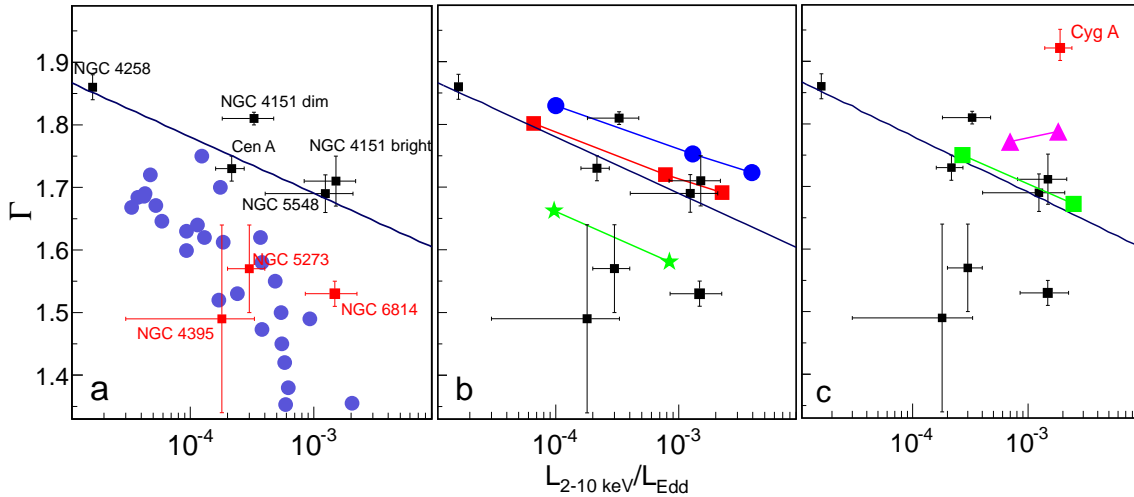 Γ
1.9
1.8
1.7
1.6
1.5
1.4
NGC 4258
NGC 4151 dim
Cen A
NGC 4151 bright
NGC 5548
NGC 5273
NGC 6814
NGC 4395
a
10^-4
10^-3
b
10^-4
10^-3
Cyg A
c
10^-4
10^-3
L_2-10 keV/L_Edd